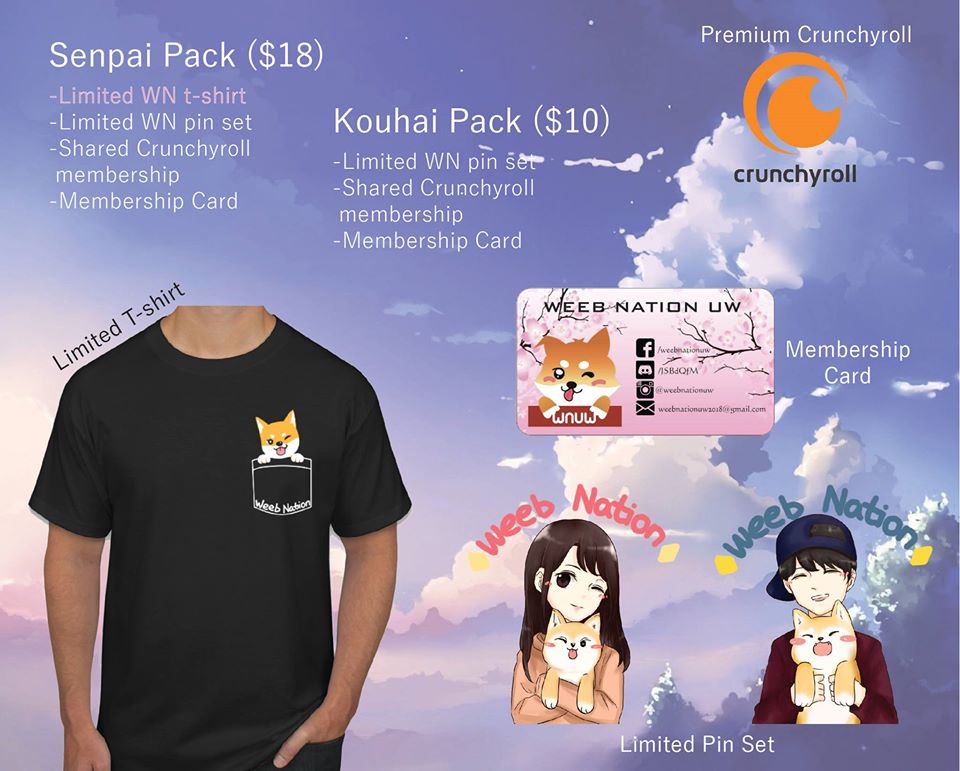 Senpai Pack ($18)
-Limited WN t-shirt
-Limited WN pin set
-Shared Crunchyroll
membership
-Membership Card
Kouhai Pack ($10)
-Limited WN pin set
-Shared Crunchyroll
membership
-Membership Card
Premium Crunchyroll
crunchyroll
Limited T-shirt
Weeb Nation
WEEB NATION UW
/weebnationuw
/JSBdQfM
@weebnationuw
weebnationuw2018@gmail.com
WNUW
Membership
Card
Weeb Nation
Weeb Nation
Limited Pin Set